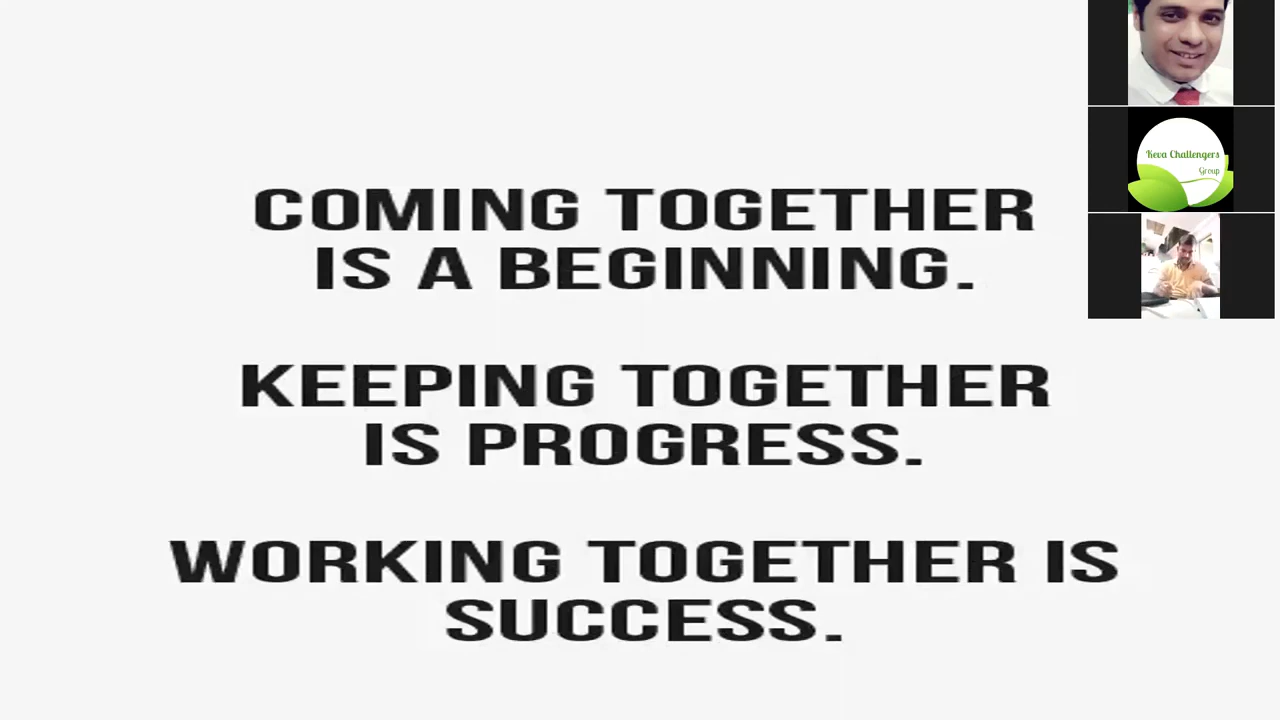 COMING TOGETHER
IS A BEGINNING.
KEEPING TOGETHER
IS PROGRESS.
WORKING TOGETHER IS
SUCCESS.
Keva Challengers
Group